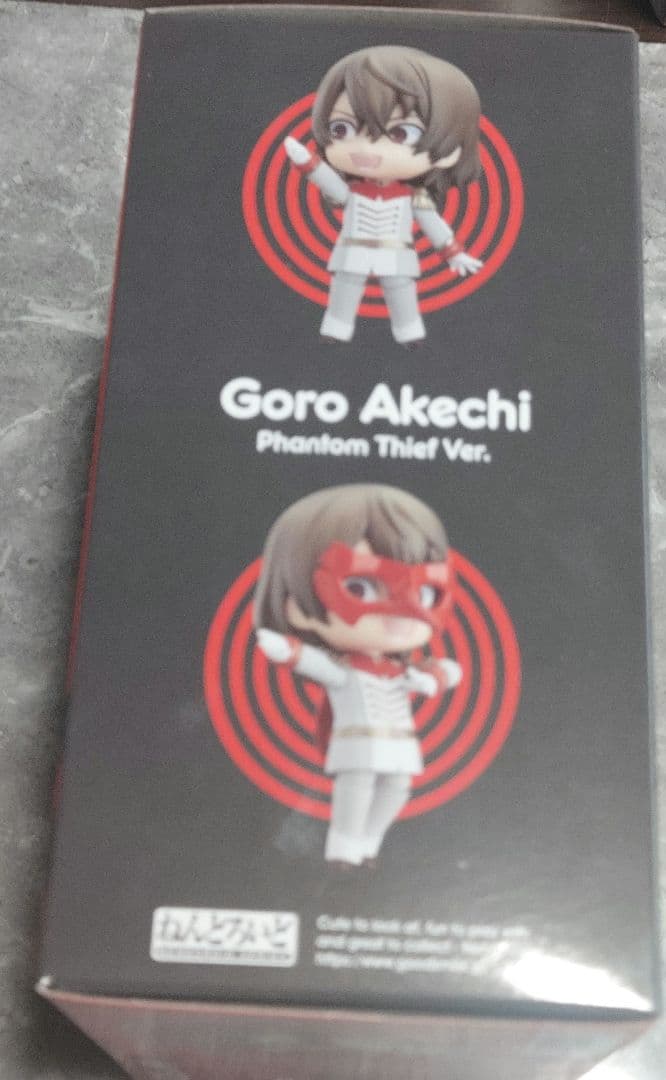 Goro Akechi
Phantom Thief Ver.
ねんどろいど
Cute to look at, fun to play with
and good to collect,